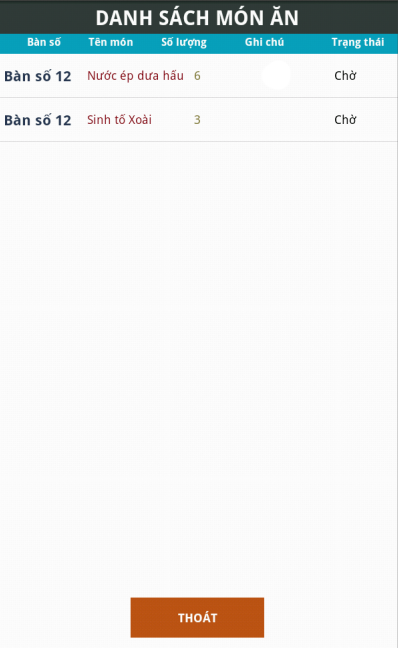 DANH SÁCH MÓN ĂN
Bàn số Tên món Số lượng Ghi chú Trạng thái
Bàn số 12 Nước ép dưa hấu 6 Chờ
Bàn số 12 Sinh tố Xoài 3 Chờ
THOÁT